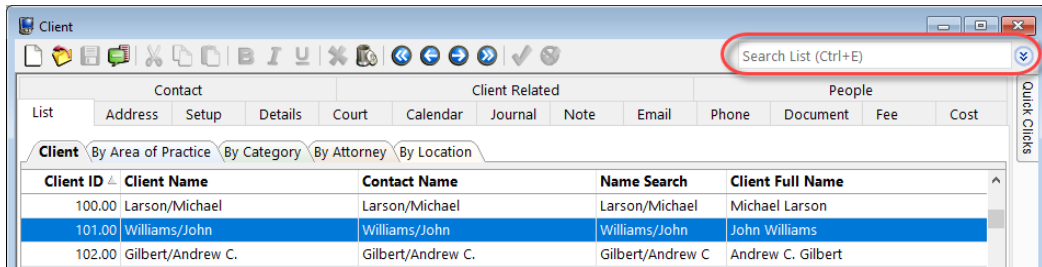 Client
Search List (Ctrl+E)
Contact Client Related People
List Address Setup Details Court Calendar Journal Note Email Phone Document Fee Cost
Quick Clicks
Client By Area of Practice By Category By Attorney By Location
Client ID Client Name Contact Name Name Search Client Full Name
100.00 Larson/Michael Larson/Michael Larson/Michael Michael Larson
101.00 Williams/John Williams/John Williams/John John Williams
102.00 Gilbert/Andrew C. Gilbert/Andrew C. Gilbert/Andrew C Andrew C. Gilbert